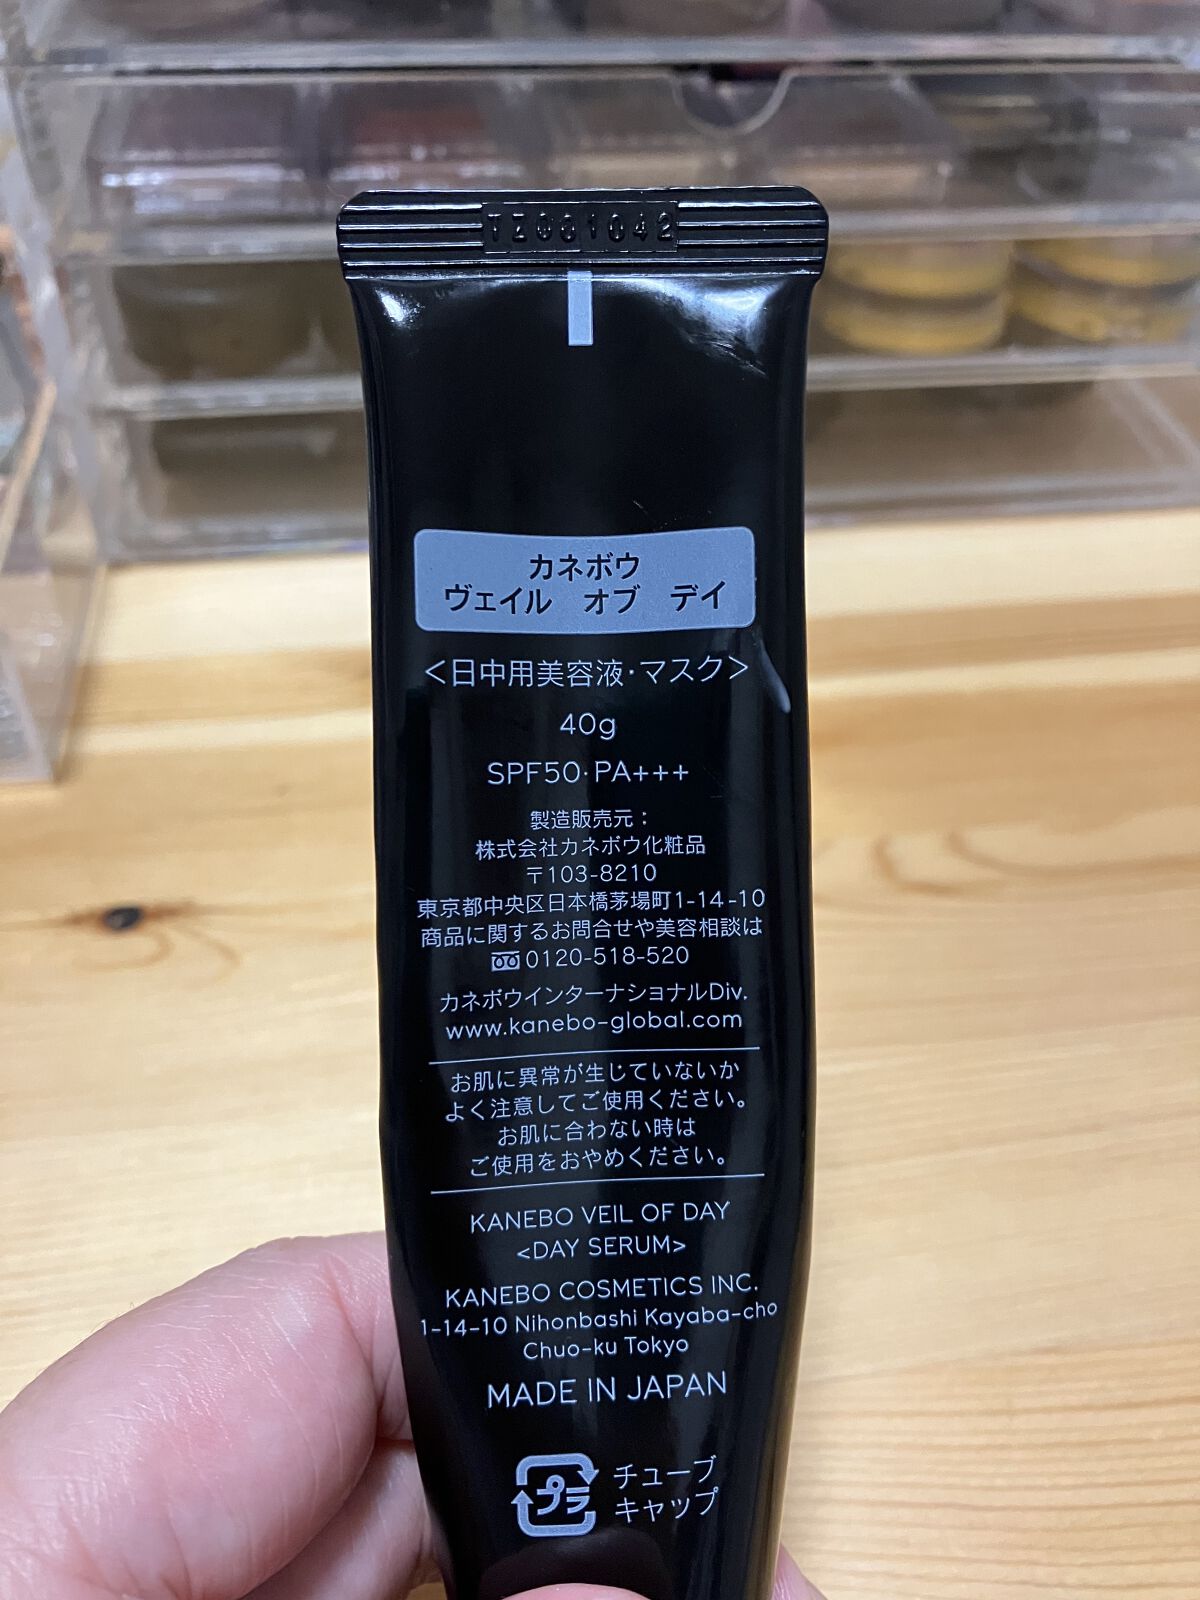 カネボウ
ヴェイル オブ デイ
<日中用美容液・マスク>
40g
SPF50・PA+++
製造販売元：
株式会社カネボウ化粧品
〒103-8210
東京都中央区日本橋茅場町1-14-10
商品に関するお問合せや美容相談は
0120-518-520
カネボウインターナショナルDiv.
www.kanebo-global.com
お肌に異常が生じていないか
よく注意してご使用ください。
お肌に合わない時は
ご使用をおやめください。
KANEBO VEIL OF DAY
<DAY SERUM>
KANEBO COSMETICS INC.
1-14-10 Nihonbashi Kayaba-cho
Chuo-ku Tokyo
MADE IN JAPAN
プラ
チューブ
キャップ